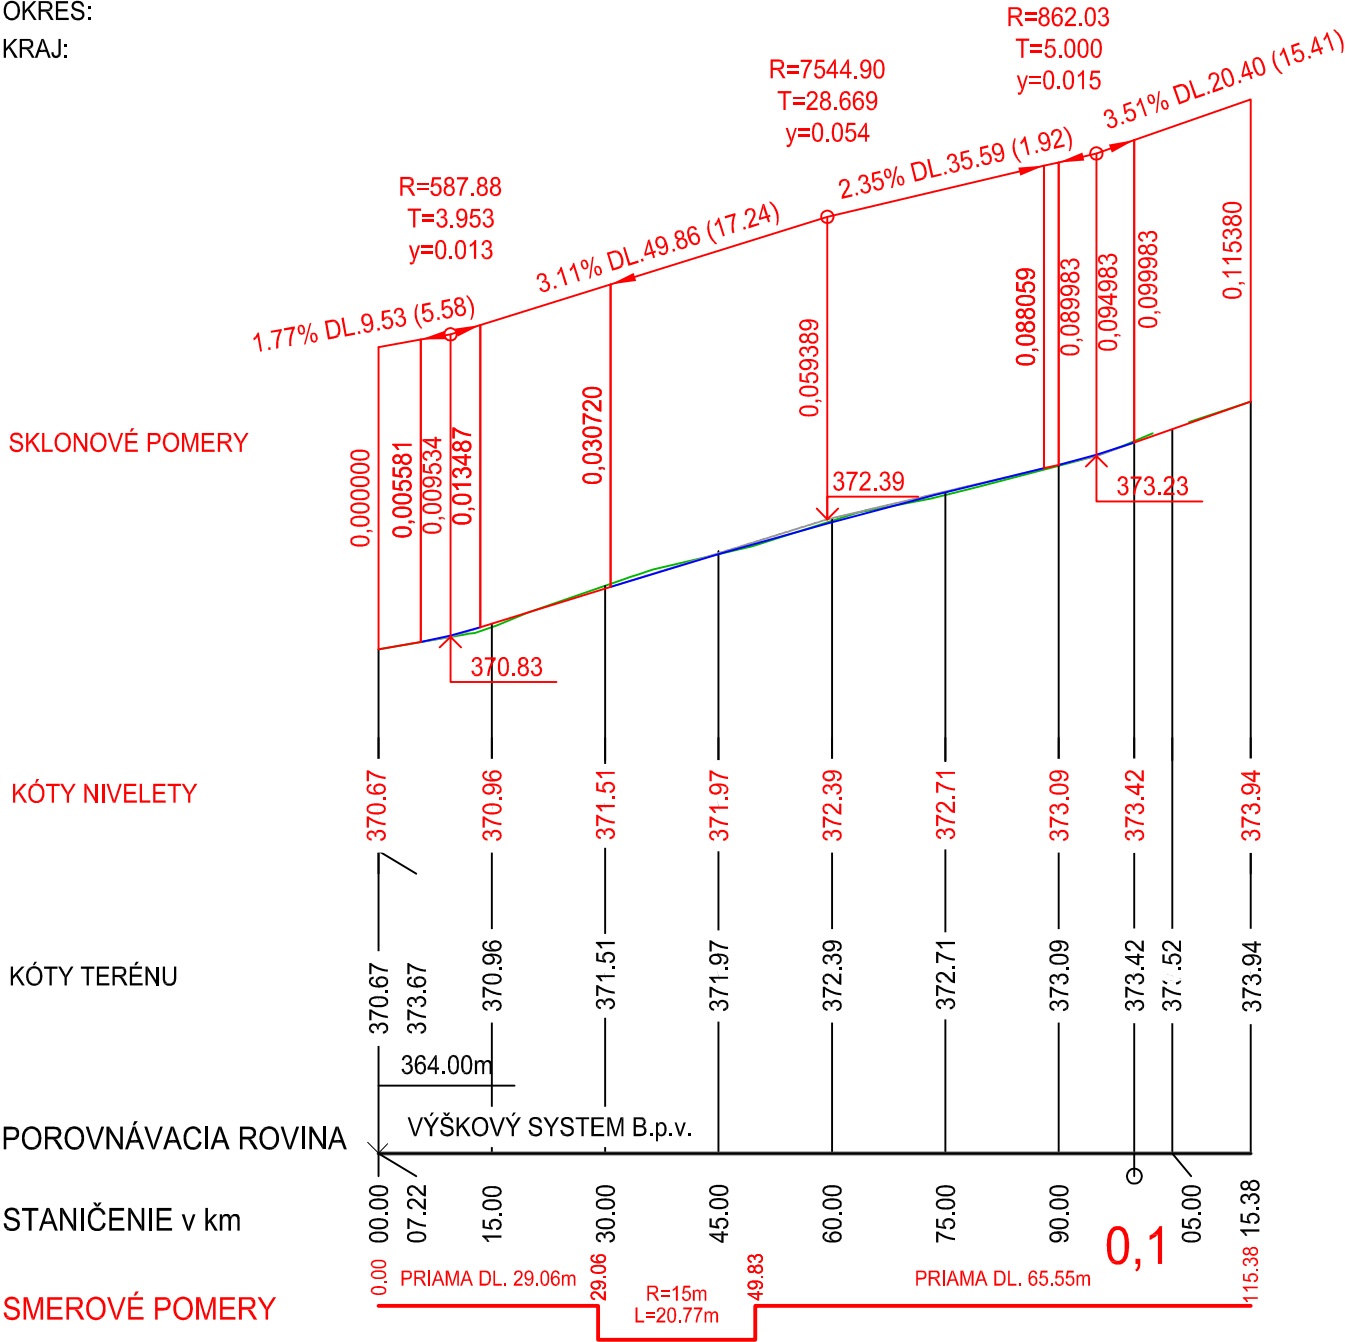 OKRES:
KRAJ:
R=862.03
T=5.000
y=0.015
R=7544.90
T=28.669
y=0.054
R=587.88
T=3.953
y=0.013
1.77% DL.9.53 (5.58)
3.11% DL.49.86 (17.24)
2.35% DL.35.59 (1.92)
3.51% DL.20.40 (15.41)
SKLONOVÉ POMERY
0,000000
0,005581
0,009534
0,013487
0,030720
0,059389
0,088059
0,089983
0,094983
0,099983
0,115380
370.83
372.39
373.23
KÓTY NIVELETY
370.67
370.96
371.51
371.97
372.39
372.71
373.09
373.42
373.94
KÓTY TERÉNU
370.67
373.67
370.96
371.51
371.97
372.39
372.71
373.09
373.42
373.94
364.00m
POROVNÁVACIA ROVINA
VÝŠKOVÝ SYSTEM B.p.v.
STANIČENIE v km
00.00
07.22
15.00
30.00
45.00
60.00
75.00
90.00
0,1
05.00
15.38
SMEROVÉ POMERY
0.00
PRIAMA DL. 29.06m
29.06
R=15m
L=20.77m
49.83
PRIAMA DL. 65.55m
115.38